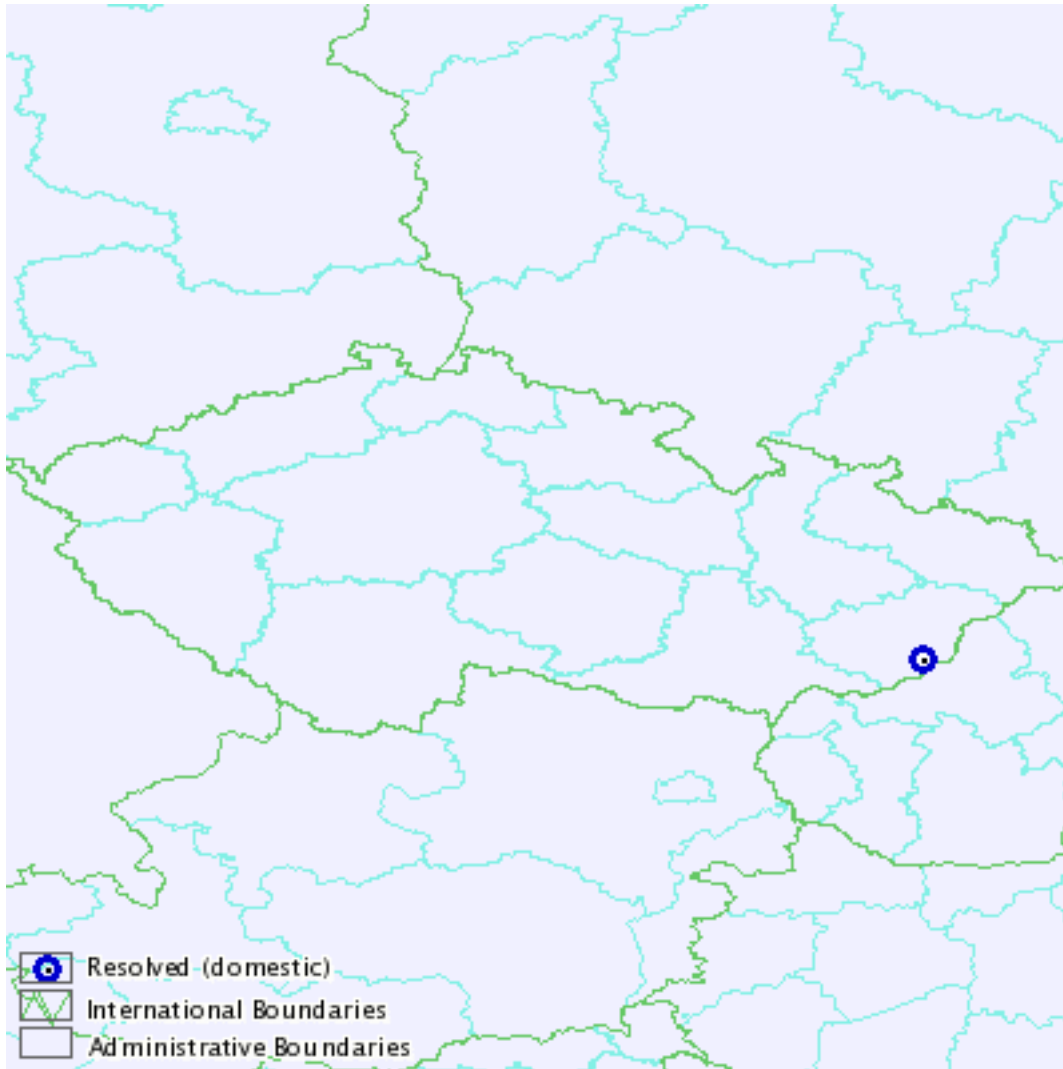 Resolved (domestic)
International Boundaries
Administrative Boundaries